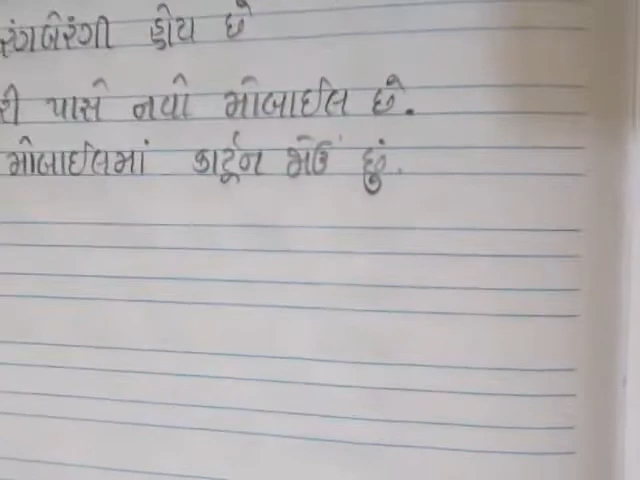 રંગબેરંગી હોય છે
રી પાસે નવો મોબાઈલ છે.
મોબાઈલમાં કાર્ટૂન જોઉં છું.